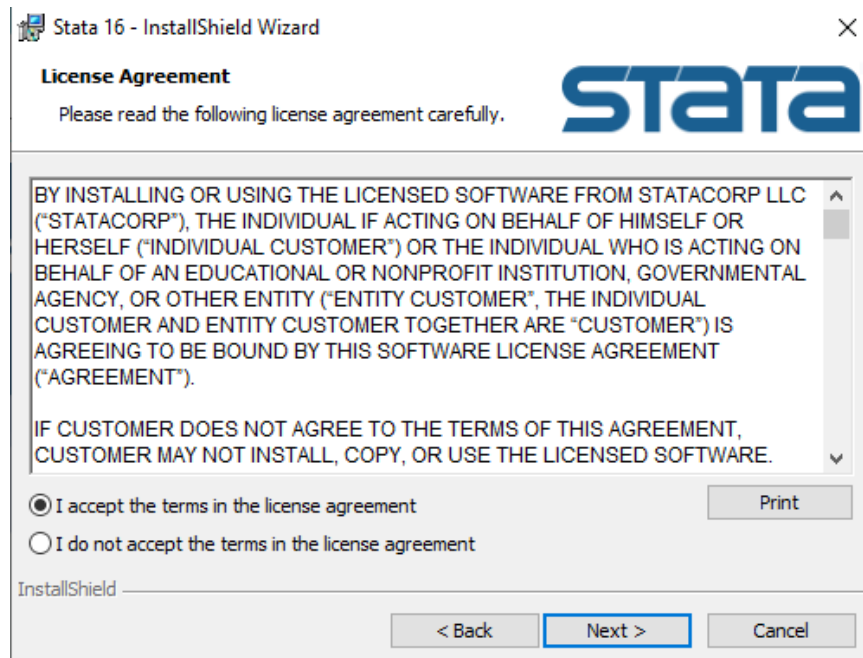 Stata 16 - InstallShield Wizard
License Agreement
Please read the following license agreement carefully.
STATA
BY INSTALLING OR USING THE LICENSED SOFTWARE FROM STATACORP LLC
(“STATACORP”), THE INDIVIDUAL IF ACTING ON BEHALF OF HIMSELF OR
HERSELF (“INDIVIDUAL CUSTOMER”) OR THE INDIVIDUAL WHO IS ACTING ON
BEHALF OF AN EDUCATIONAL OR NONPROFIT INSTITUTION, GOVERNMENTAL
AGENCY, OR OTHER ENTITY (“ENTITY CUSTOMER”, THE INDIVIDUAL
CUSTOMER AND ENTITY CUSTOMER TOGETHER ARE “CUSTOMER”) IS
AGREEING TO BE BOUND BY THIS SOFTWARE LICENSE AGREEMENT
(“AGREEMENT”).
IF CUSTOMER DOES NOT AGREE TO THE TERMS OF THIS AGREEMENT,
CUSTOMER MAY NOT INSTALL, COPY, OR USE THE LICENSED SOFTWARE.
I accept the terms in the license agreement
Print
I do not accept the terms in the license agreement
InstallShield
< Back
Next >
Cancel